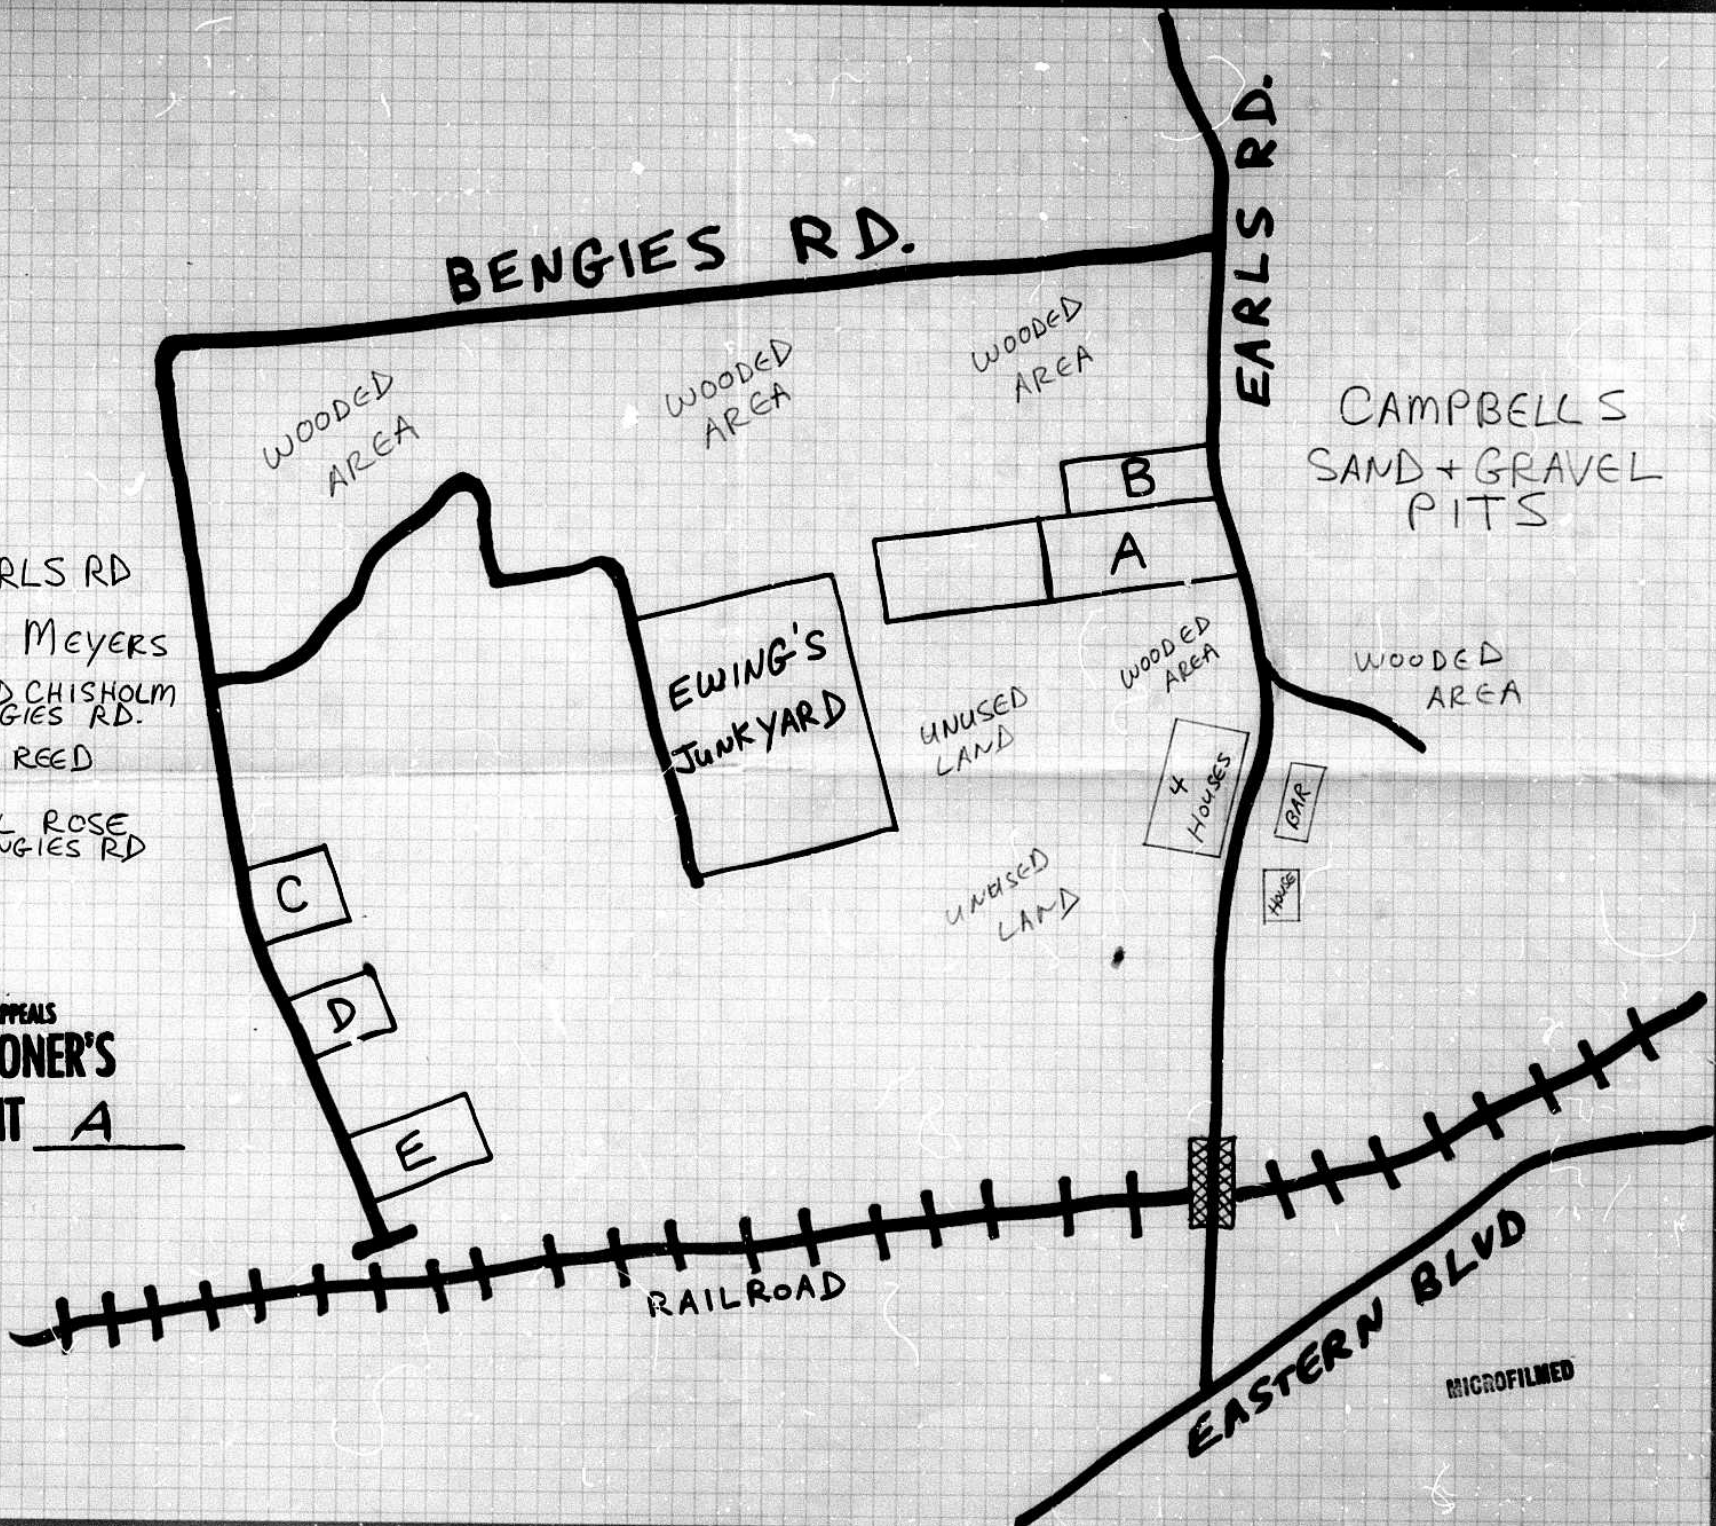 EARLS RD.
BENGIES RD.
WOODED
AREA
WOODED
AREA
WOODED
AREA
CAMPBELLS
SAND + GRAVEL
PITS
B
A
RLS RD
MEYERS
D CHISHOLM
GIES RD.
REED
L ROSE
NGIES RD
EWING'S
JUNKYARD
WOODED
AREA
WOODED
AREA
UNUSED
LAND
4
HOUSES
BAR
HOUSE
UNUSED
LAND
C
D
E
PPEALS
ONER'S
IT A
RAILROAD
EASTERN BLVD
MICROFILMED